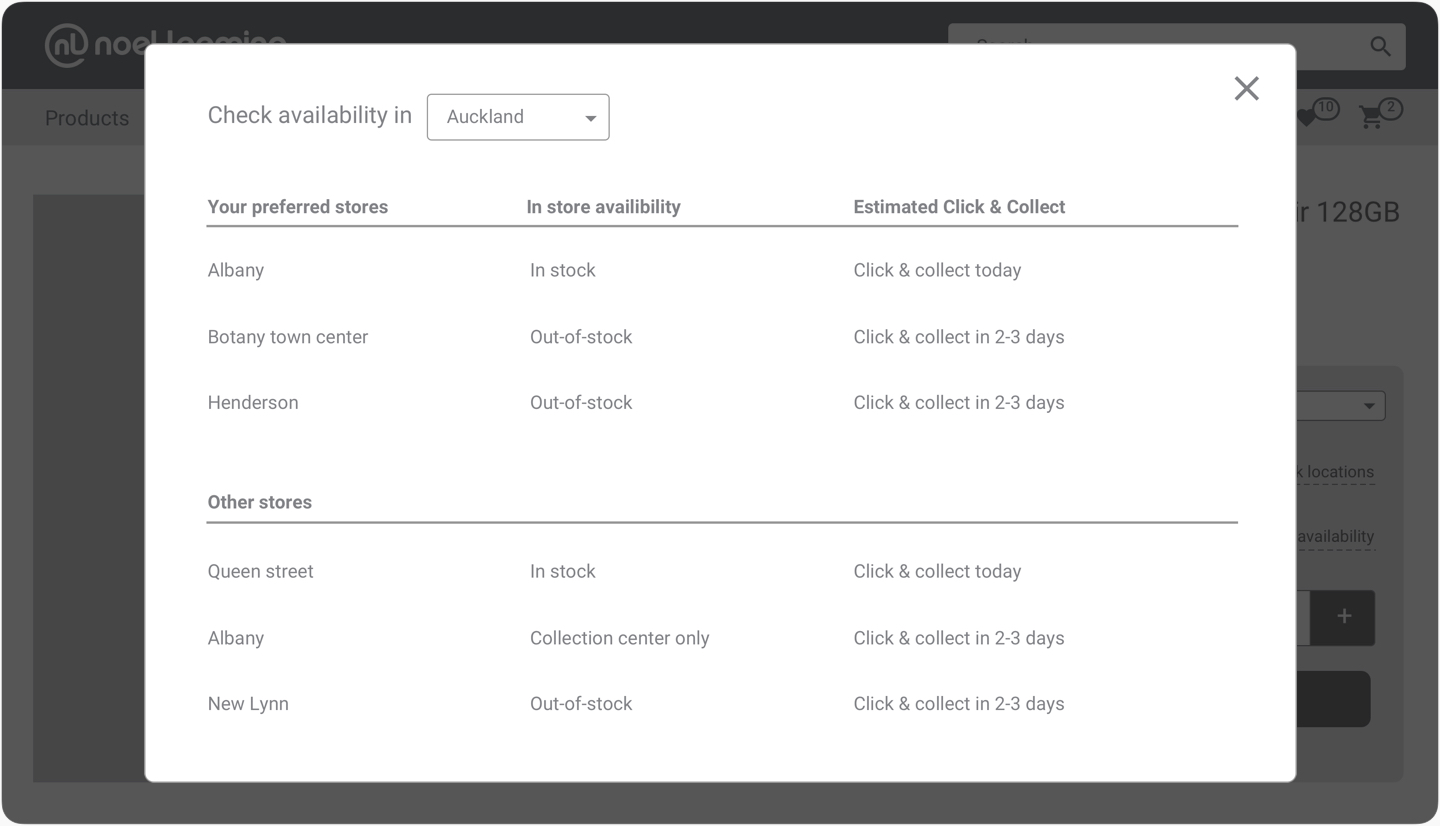 noel
Check availability in Auckland
Products
10
2
Your preferred stores In store availibility Estimated Click & Collect
128GB
Albany In stock Click & collect today
Botany town center Out-of-stock Click & collect in 2-3 days
Henderson Out-of-stock Click & collect in 2-3 days
locations
Other stores
availability
Queen street In stock Click & collect today
+
Albany Collection center only Click & collect in 2-3 days
New Lynn Out-of-stock Click & collect in 2-3 days